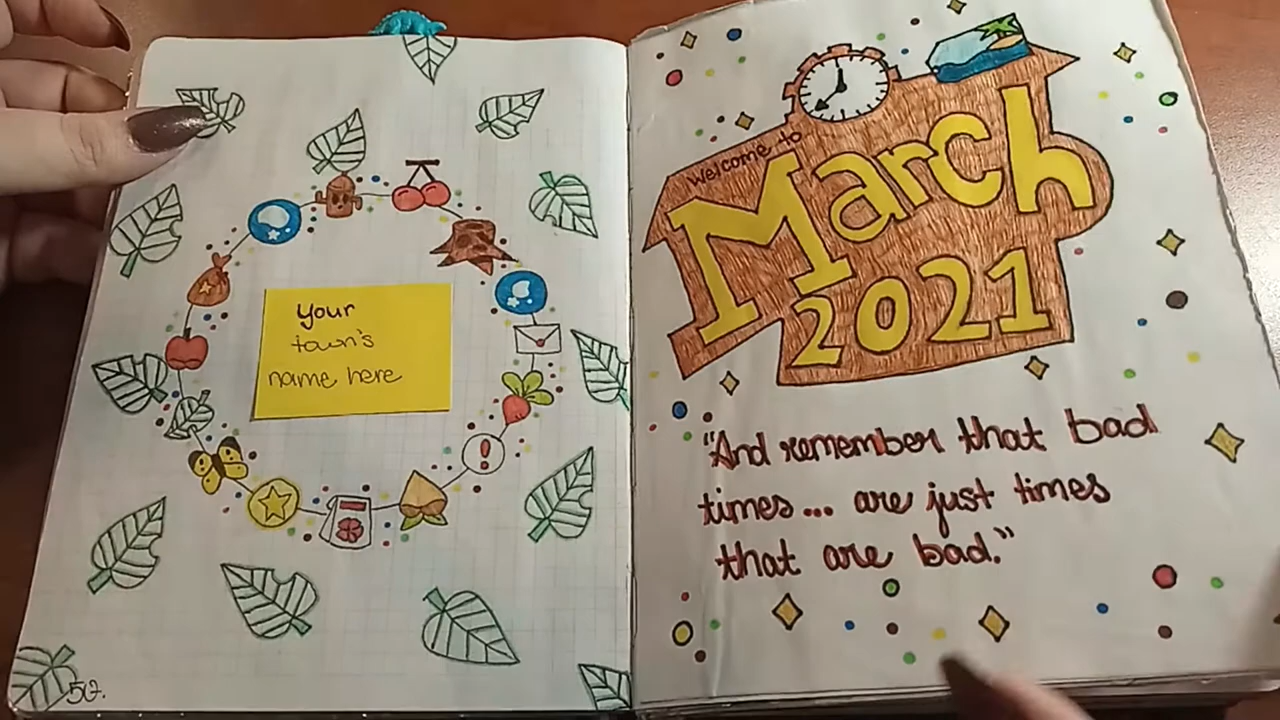 Your
town's
name here
50.
Welcome to
March
2021
"And remember that bad
times... are just times
that are bad."